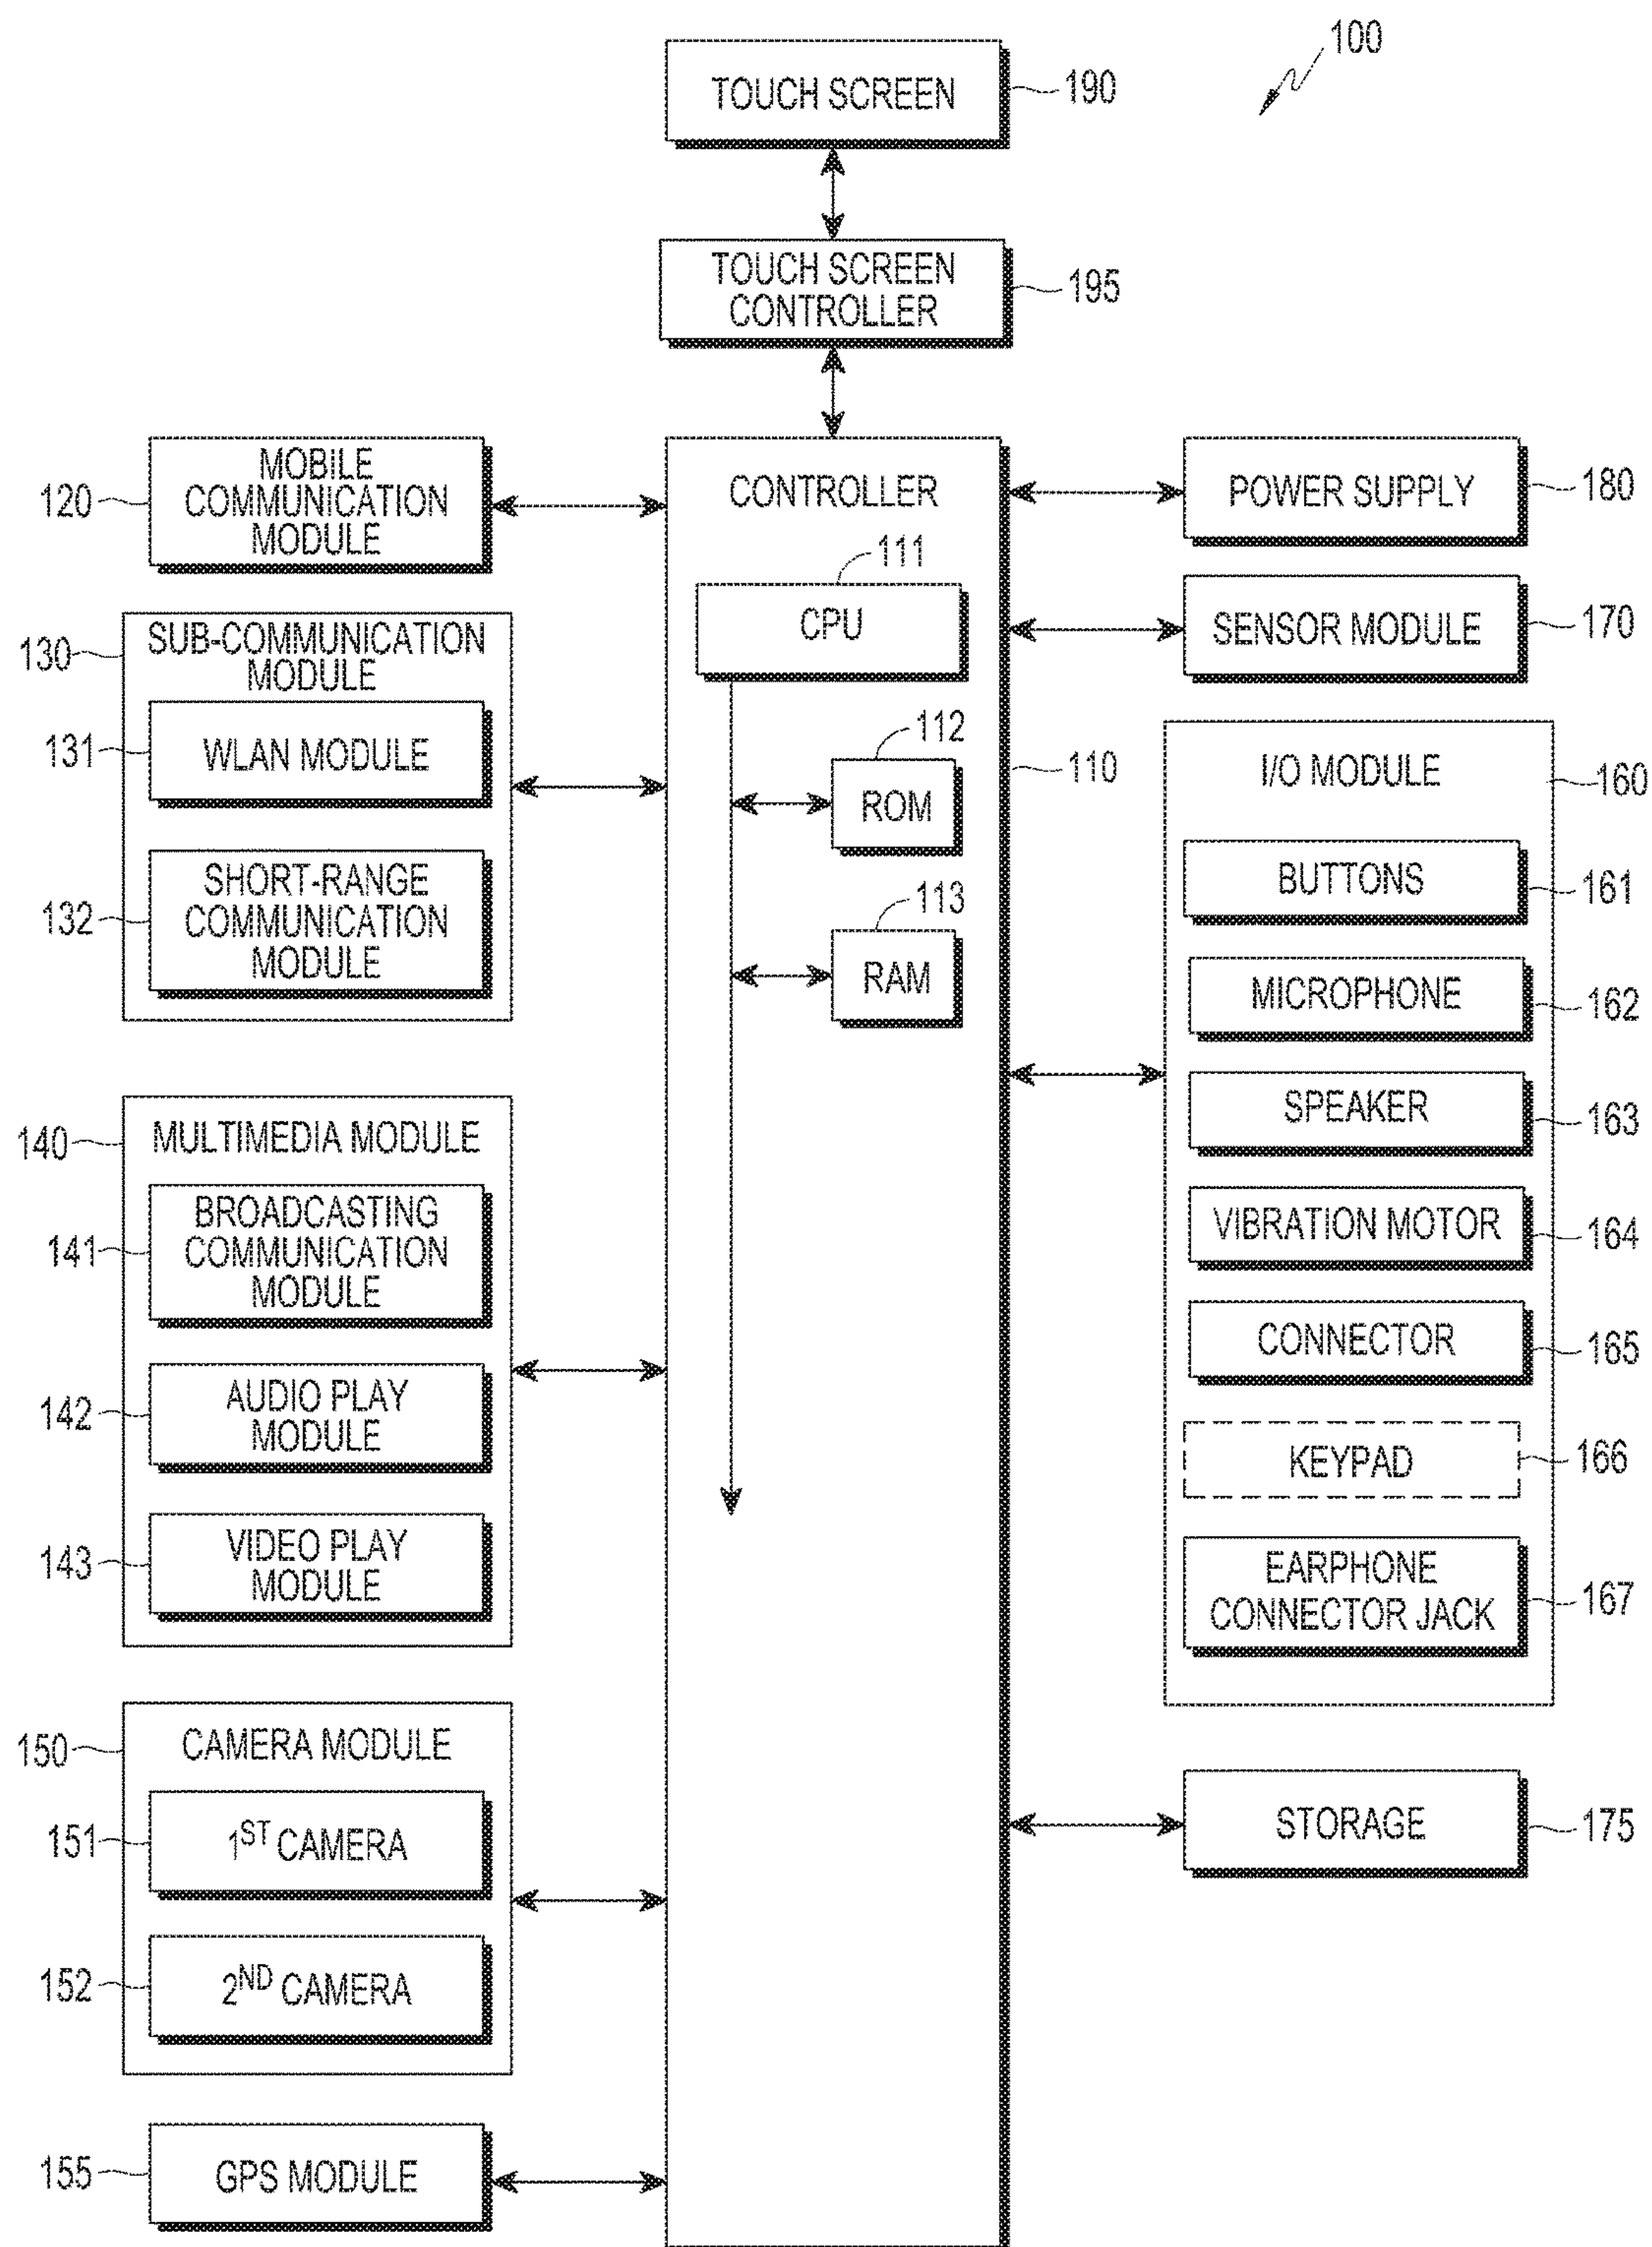 100
TOUCH SCREEN
190
TOUCH SCREEN
CONTROLLER
195
120
MOBILE
COMMUNICATION
MODULE
130
SUB-COMMUNICATION
MODULE
131
WLAN MODULE
132
SHORT-RANGE
COMMUNICATION
MODULE
140
MULTIMEDIA MODULE
141
BROADCASTING
COMMUNICATION
MODULE
142
AUDIO PLAY
MODULE
143
VIDEO PLAY
MODULE
150
CAMERA MODULE
151
1ST CAMERA
152
2ND CAMERA
155
GPS MODULE
CONTROLLER
111
CPU
112
ROM
113
RAM
110
POWER SUPPLY
180
SENSOR MODULE
170
I/O MODULE
160
BUTTONS
161
MICROPHONE
162
SPEAKER
163
VIBRATION MOTOR
164
CONNECTOR
165
KEYPAD
166
EARPHONE
CONNECTOR JACK
167
STORAGE
175